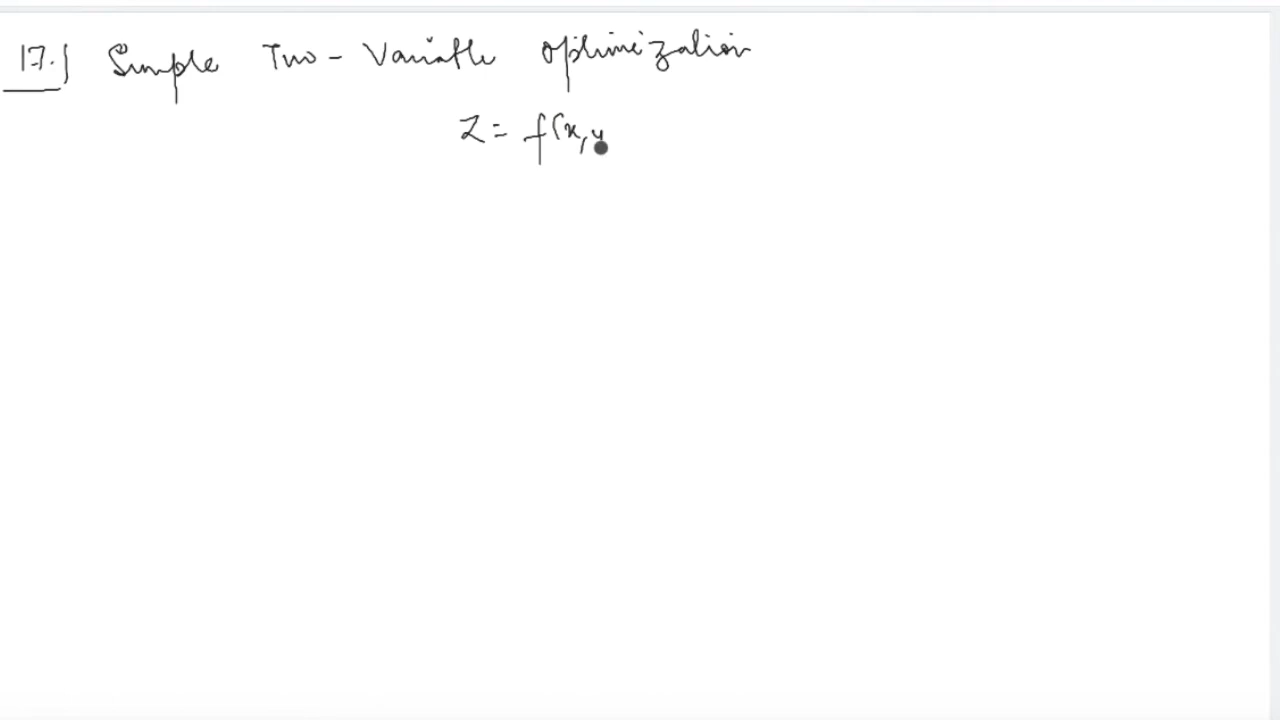 17.1 Simple Two-Variable Optimization
Z = f(x,y